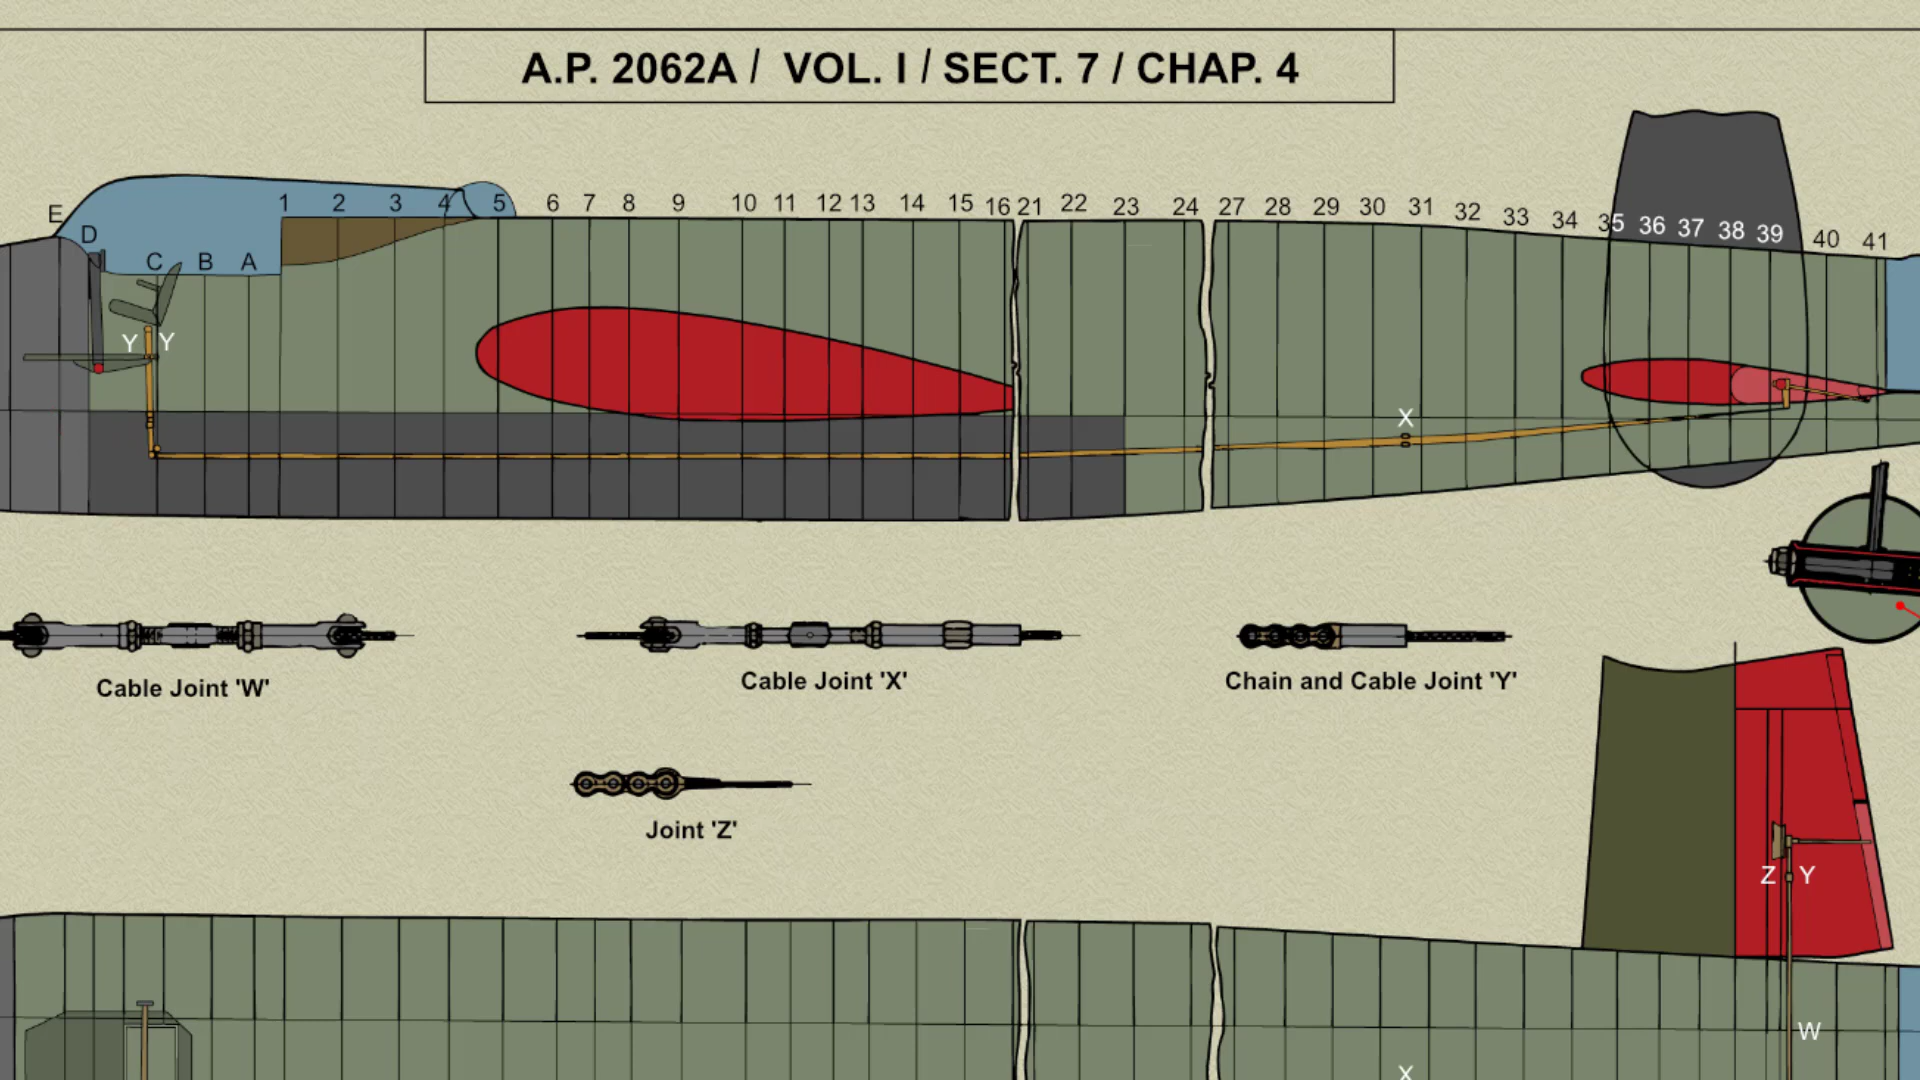 A.P. 2062A / VOL. I / SECT. 7 / CHAP. 4
E
D
C B A
1 2 3 4 5 6 7 8 9 10 11 12 13 14 15 16 21 22 23 24 27 28 29 30 31 32 33 34 35 36 37 38 39 40 41
Y Y
X
Cable Joint 'W'
Cable Joint 'X'
Chain and Cable Joint 'Y'
Joint 'Z'
Z Y
W
X